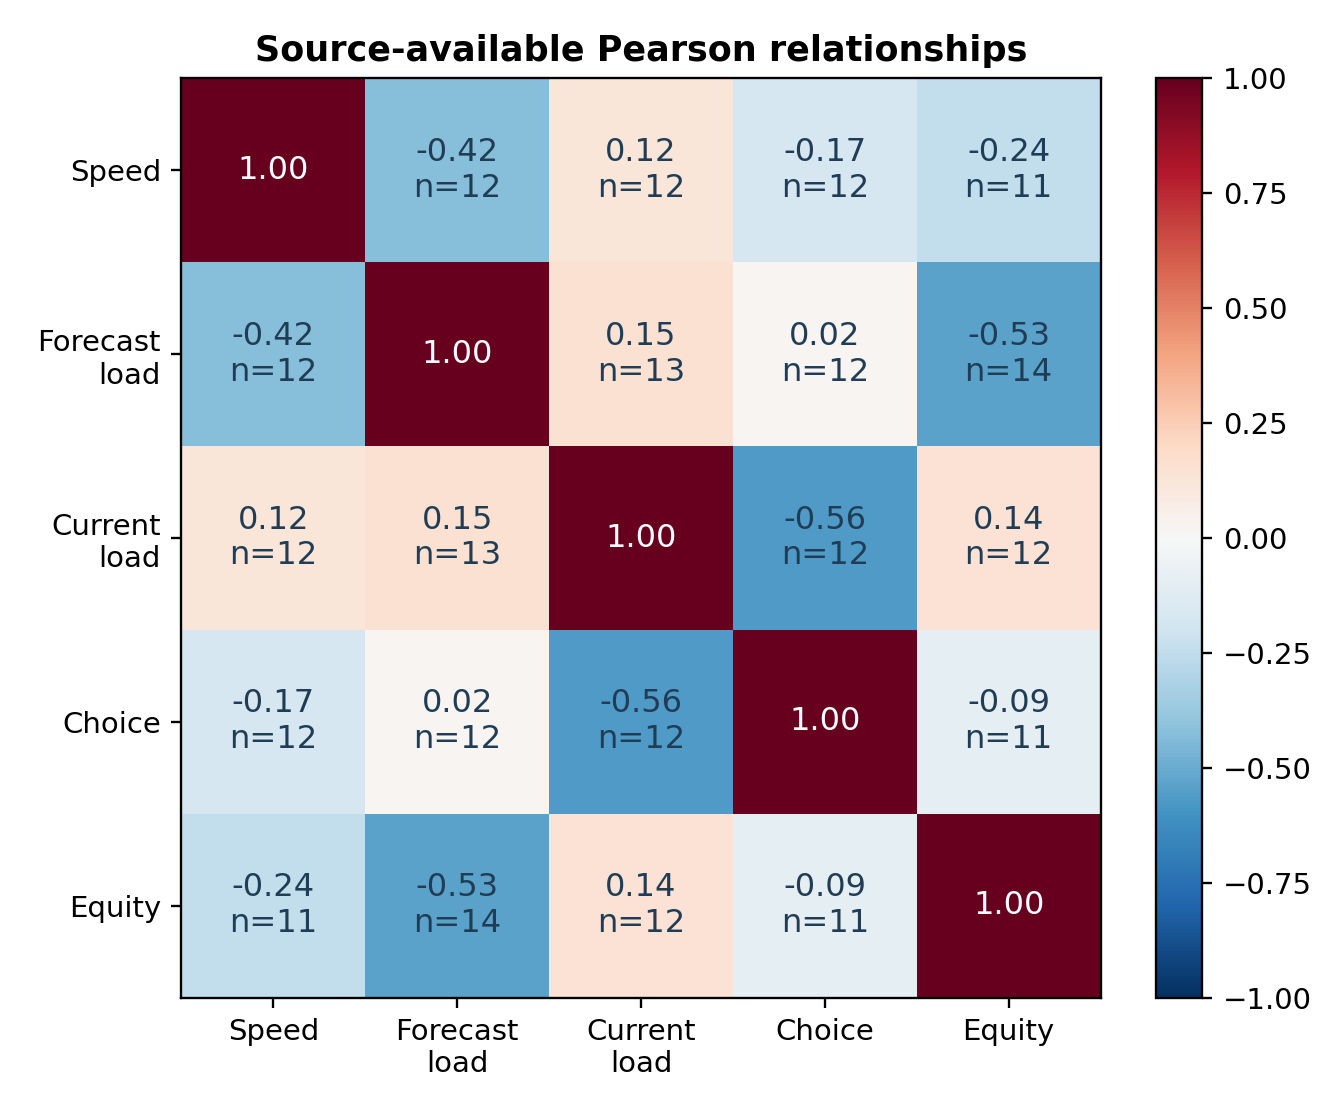 Source-available Pearson relationships
Speed
1.00
-0.42
n=12
0.12
n=12
-0.17
n=12
-0.24
n=11
Forecast
load
-0.42
n=12
1.00
0.15
n=13
0.02
n=12
-0.53
n=14
Current
load
0.12
n=12
0.15
n=13
1.00
-0.56
n=12
0.14
n=12
Choice
-0.17
n=12
0.02
n=12
-0.56
n=12
1.00
-0.09
n=11
Equity
-0.24
n=11
-0.53
n=14
0.14
n=12
-0.09
n=11
1.00
Speed
Forecast
load
Current
load
Choice
Equity
1.00
0.75
0.50
0.25
0.00
−0.25
−0.50
−0.75
−1.00